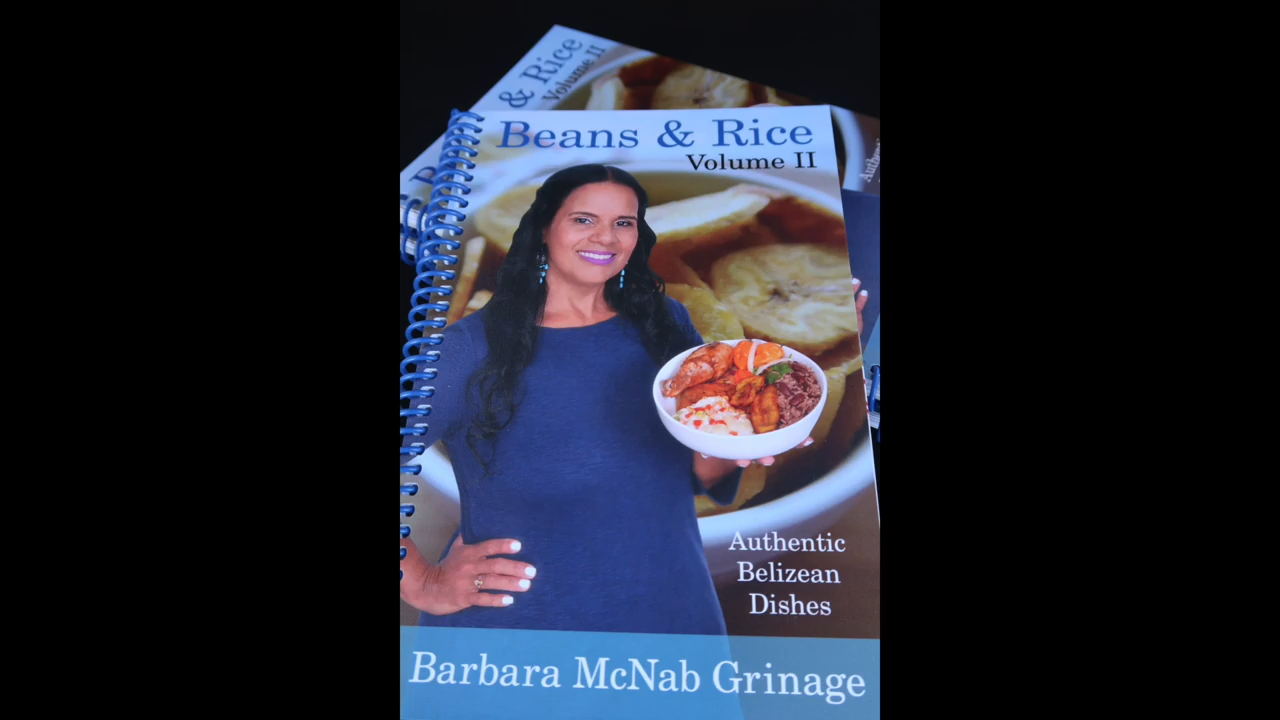 & Rice
Volume II
Beans & Rice
Volume II
Authentic
Belizean
Dishes
Barbara McNab Grinage